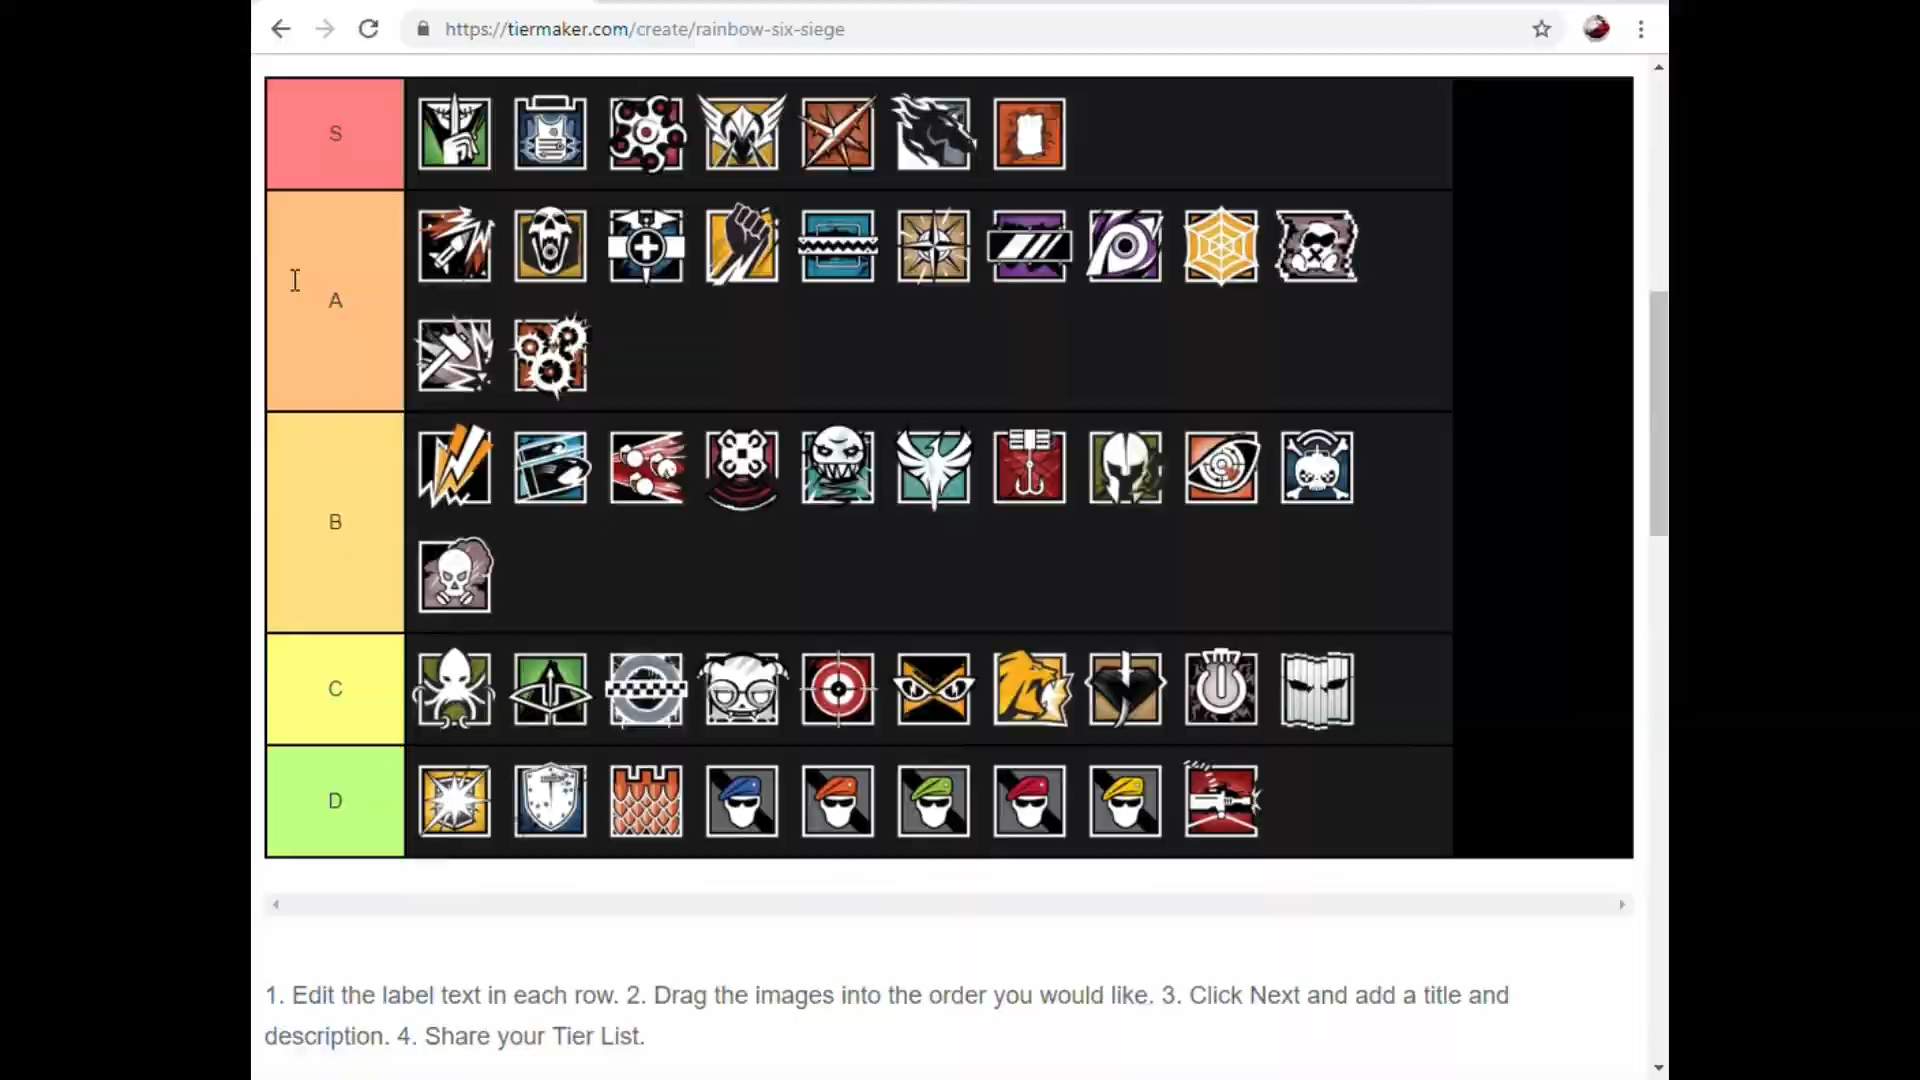 https://tiermaker.com/create/rainbow-six-siege
S
A
B
C
D
1. Edit the label text in each row. 2. Drag the images into the order you would like. 3. Click Next and add a title and
description. 4. Share your Tier List.